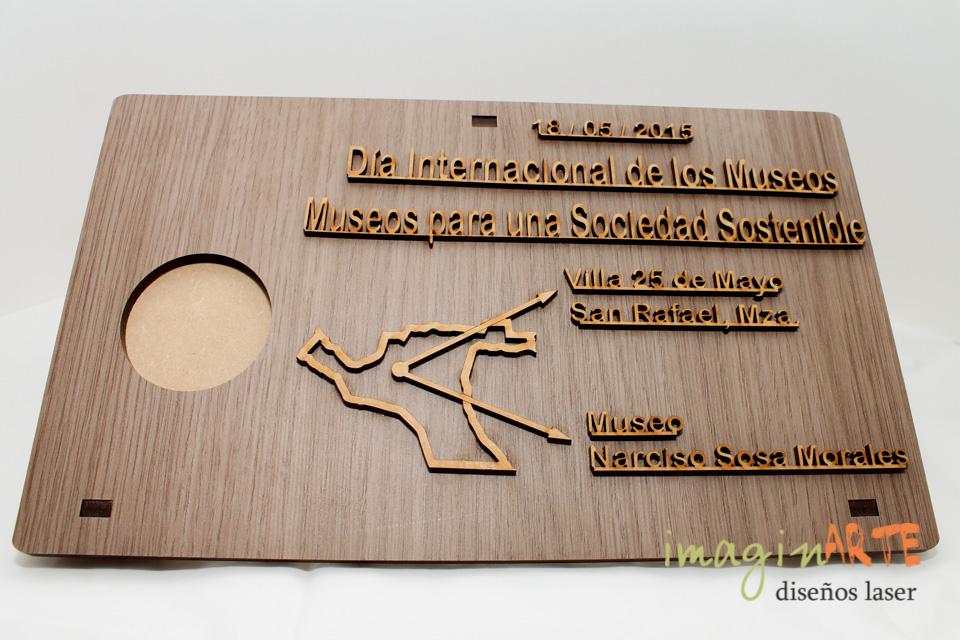 18 / 05 / 2015
Día Internacional de los Museos
Museos para una Sociedad Sostenible
Villa 25 de Mayo
San Rafael, Mza.
Museo
Narciso Sosa Morales
imaginARTE
diseños laser